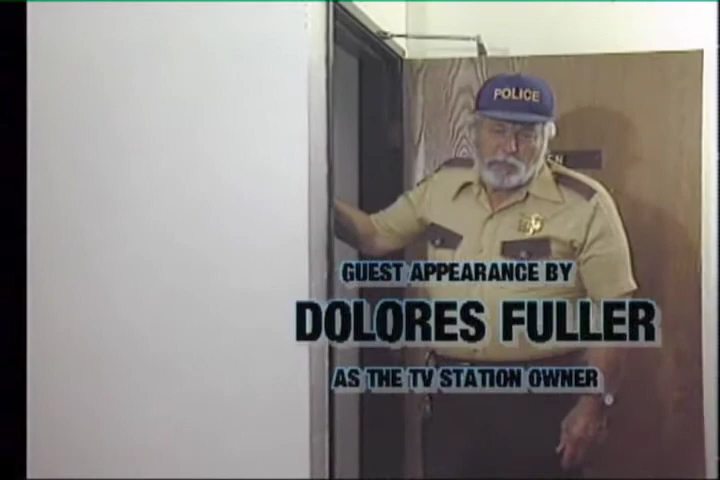 POLICE
GUEST APPEARANCE BY
DOLORES FULLER
AS THE TV STATION OWNER